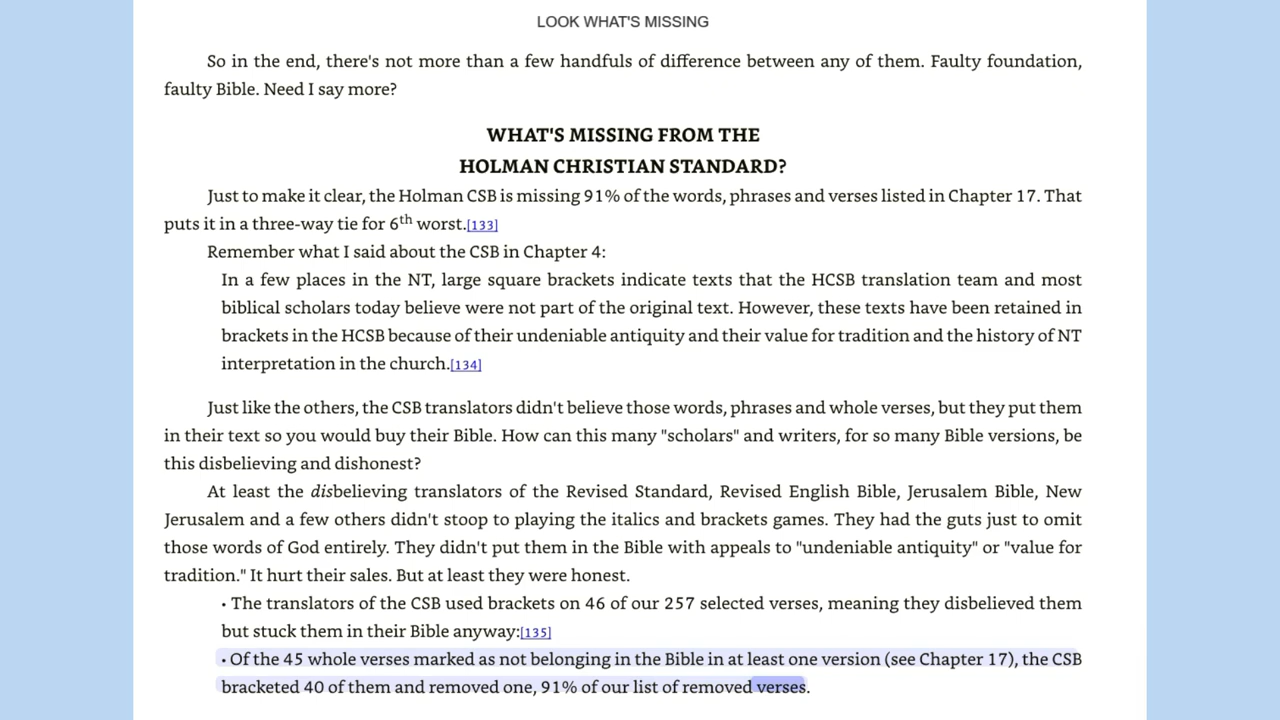 LOOK WHAT'S MISSING
So in the end, there's not more than a few handfuls of difference between any of them. Faulty foundation,
faulty Bible. Need I say more?
WHAT'S MISSING FROM THE
HOLMAN CHRISTIAN STANDARD?
Just to make it clear, the Holman CSB is missing 91% of the words, phrases and verses listed in Chapter 17. That
puts it in a three-way tie for 6th worst.[133]
Remember what I said about the CSB in Chapter 4:
In a few places in the NT, large square brackets indicate texts that the HCSB translation team and most
biblical scholars today believe were not part of the original text. However, these texts have been retained in
brackets in the HCSB because of their undeniable antiquity and their value for tradition and the history of NT
interpretation in the church.[134]
Just like the others, the CSB translators didn't believe those words, phrases and whole verses, but they put them
in their text so you would buy their Bible. How can this many "scholars" and writers, for so many Bible versions, be
this disbelieving and dishonest?
At least the disbelieving translators of the Revised Standard, Revised English Bible, Jerusalem Bible, New
Jerusalem and a few others didn't stoop to playing the italics and brackets games. They had the guts just to omit
those words of God entirely. They didn't put them in the Bible with appeals to "undeniable antiquity" or "value for
tradition." It hurt their sales. But at least they were honest.
• The translators of the CSB used brackets on 46 of our 257 selected verses, meaning they disbelieved them
but stuck them in their Bible anyway:[135]
• Of the 45 whole verses marked as not belonging in the Bible in at least one version (see Chapter 17), the CSB
bracketed 40 of them and removed one, 91% of our list of removed verses.